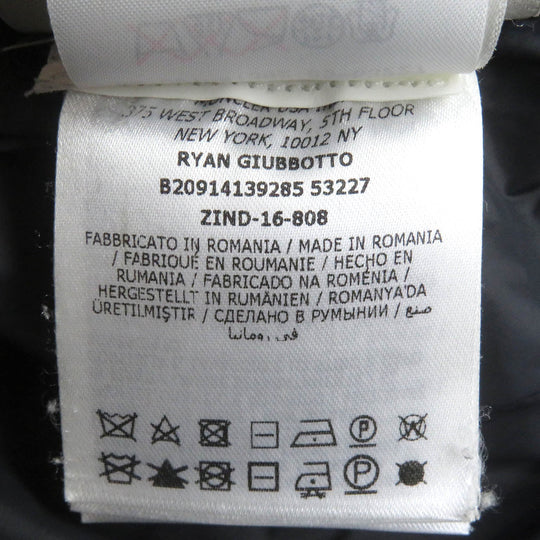 MONCLER USA
375 WEST BROADWAY, 5TH FLOOR
NEW YORK, 10012 NY
RYAN GIUBBOTTO
B20914139285 53227
ZIND-16-808
FABBRICATO IN ROMANIA / MADE IN ROMANIA
/ FABRIQUÉ EN ROUMANIE / HECHO EN
RUMANIA / FABRICADO NA ROMÉNIA /
HERGESTELLT IN RUMÄNIEN / ROMANYA'DA
ÜRETILMIŞTIR / СДЕЛАНО В РУМЫНИИ / صنع
في رومانيا